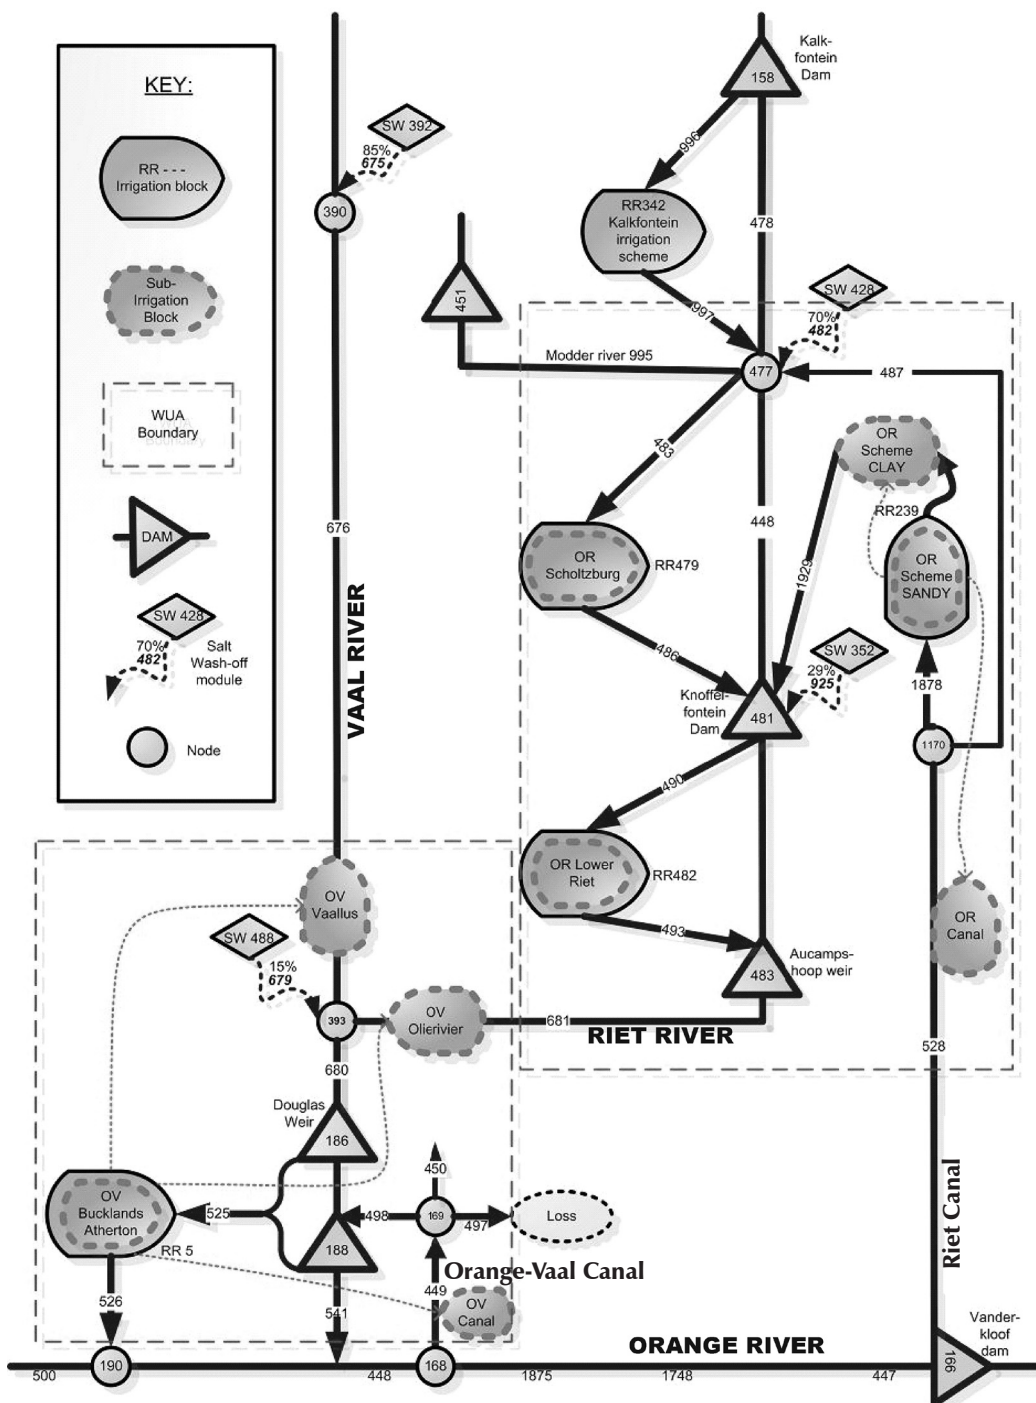 KEY:
RR - - -
Irrigation block
Sub-
Irrigation
Block
WUA
Boundary
DAM
SW 428
70%
482
Salt
Wash-off
module
Node
SW 392
85%
675
390
676
VAAL RIVER
Kalk-
fontein
Dam
158
996
RR342
Kalkfontein
irrigation
scheme
478
997
451
SW 428
70%
482
Modder river 995
477
487
483
OR
Scheme
CLAY
RR239
448
OR
Scholtzburg
RR479
1929
OR
Scheme
SANDY
486
SW 352
29%
925
1878
Knoffel-
fontein
Dam
481
1170
490
OR Lower
Riet
RR482
493
OR
Canal
Aucamps-
hoop weir
483
OV
Vaallus
SW 488
15%
679
393
OV
Olierivier
681
RIET RIVER
528
680
Douglas
Weir
186
450
Riet Canal
OV
Bucklands
Atherton
525
498
169
497
Loss
188
RR 5
Orange-Vaal Canal
449
526
541
OV
Canal
Vander-
kloof
dam
ORANGE RIVER
190
168
166
500
448
1875
1748
447